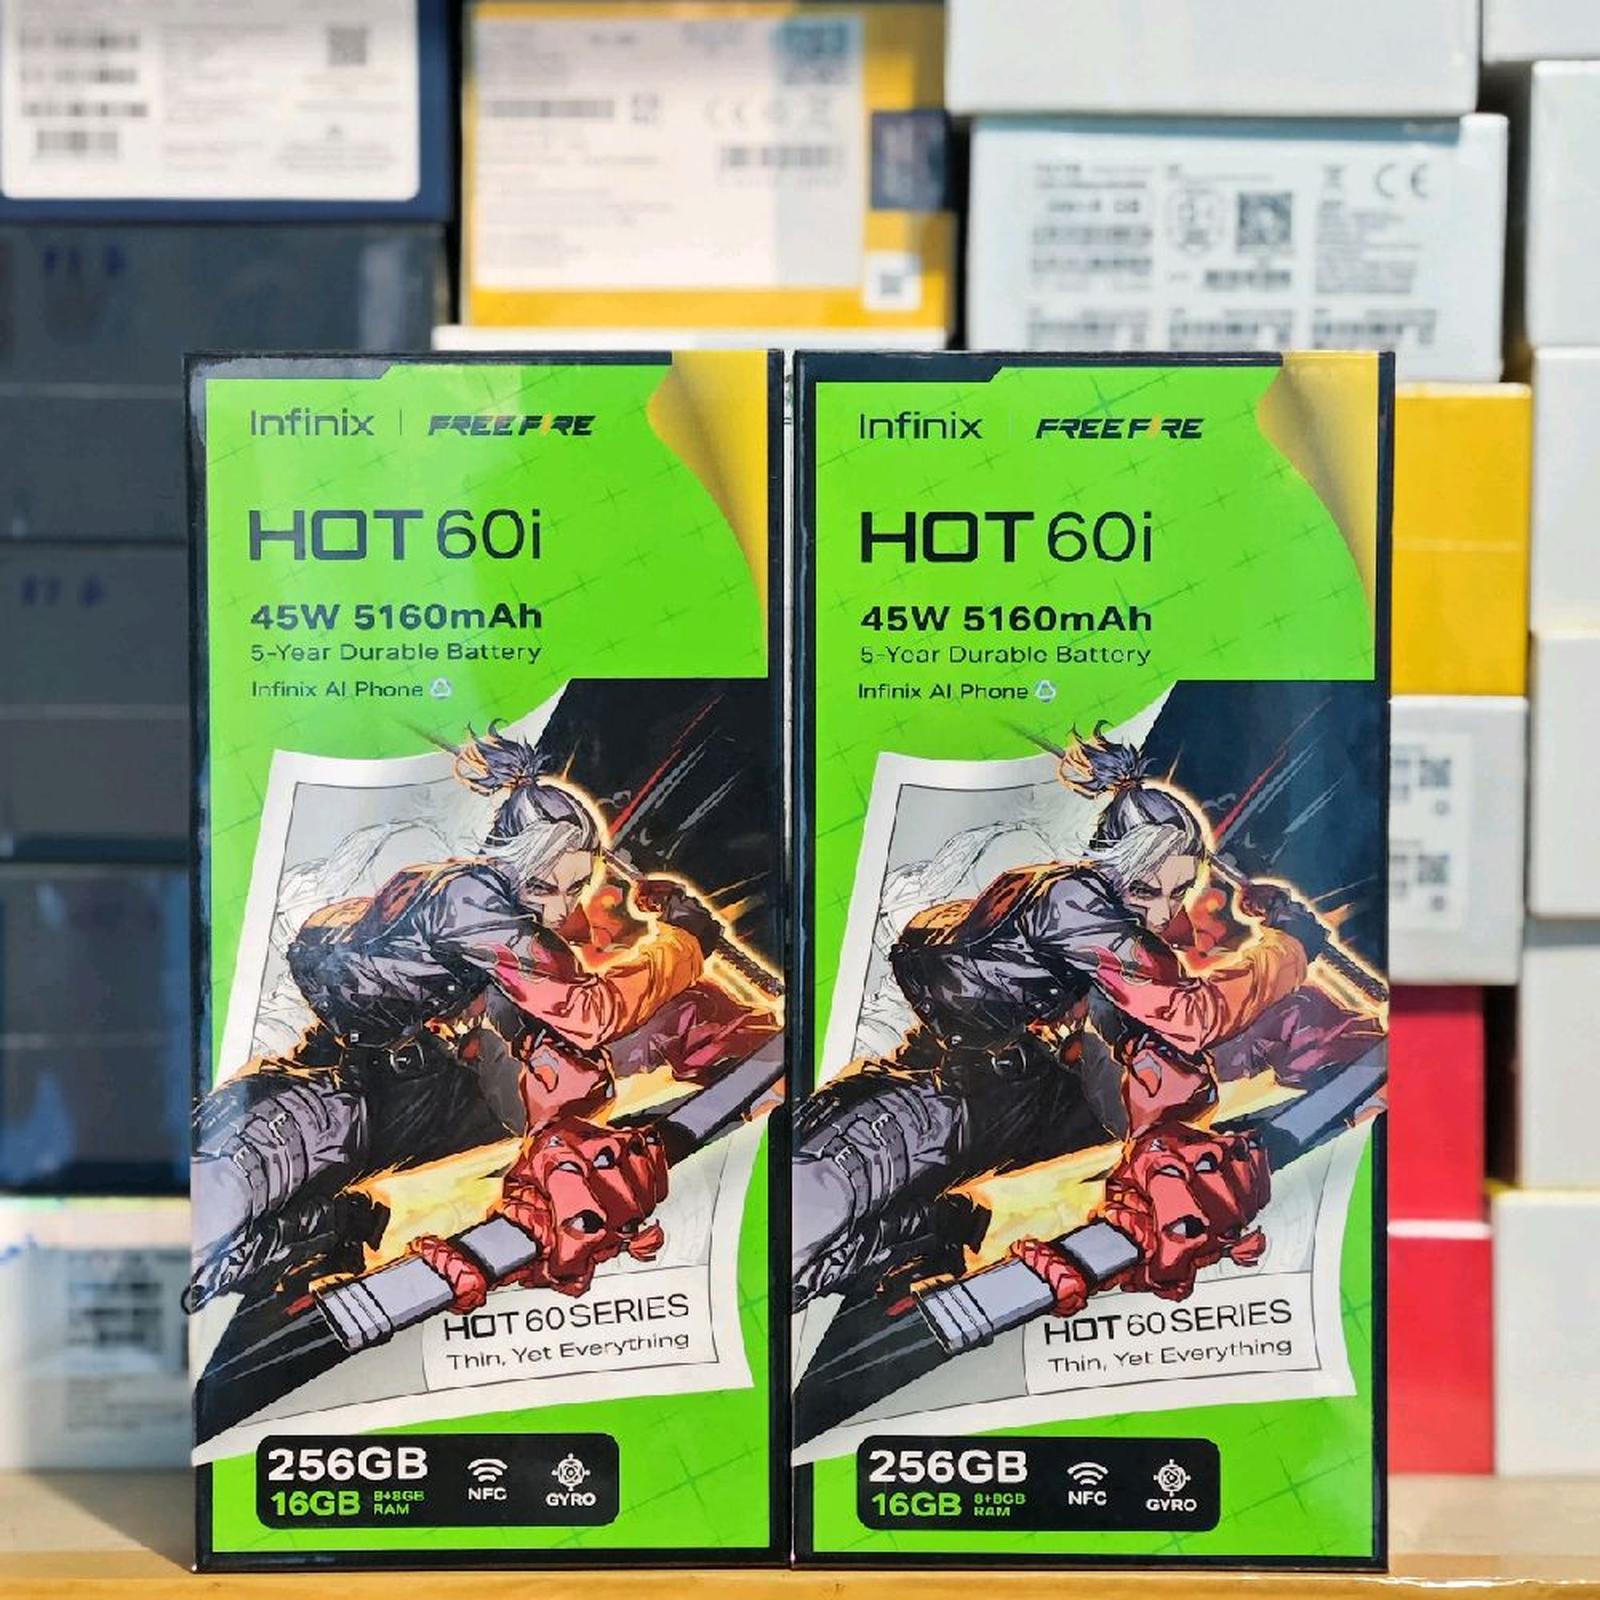 Infinix | FREE FIRE
HOT 60i
45W 5160mAh
5-Year Durable Battery
Infinix AI Phone
HOT 60 SERIES
Thin, Yet Everything
256GB
16GB 8+8GB RAM
NFC
GYRO
Infinix | FREE FIRE
HOT 60i
45W 5160mAh
5-Year Durable Battery
Infinix AI Phone
HOT 60 SERIES
Thin, Yet Everything
256GB
16GB 8+8GB RAM
NFC
GYRO